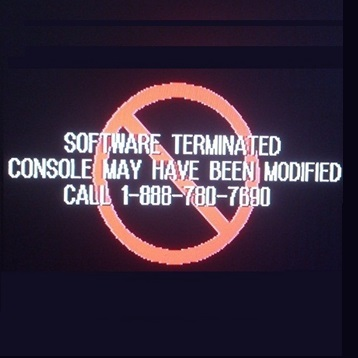 SOFTWARE TERMINATED
CONSOLE MAY HAVE BEEN MODIFIED
CALL 1-888-780-7690